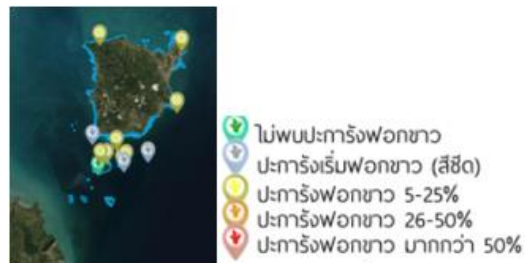 ไม่พบปะการังฟอกขาว
ปะการังเริ่มฟอกขาว (สีซีด)
ปะการังฟอกขาว 5-25%
ปะการังฟอกขาว 26-50%
ปะการังฟอกขาว มากกว่า 50%